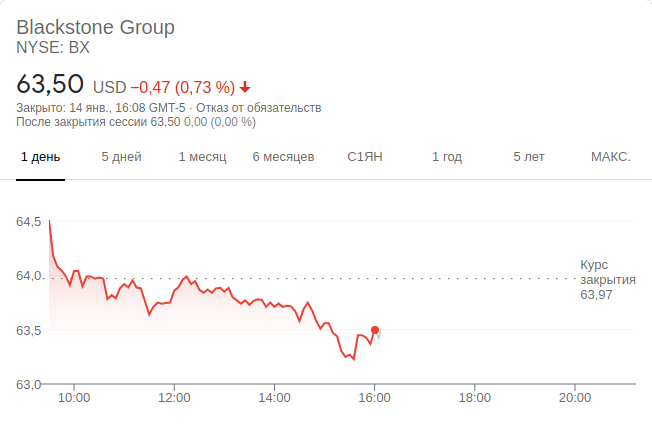 Blackstone Group
NYSE: BX
63,50 USD −0,47 (0,73 %)
Закрыто: 14 янв., 16:08 GMT-5 · Отказ от обязательств
После закрытия сессии 63,50 0,00 (0,00 %)
1 день 5 дней 1 месяц 6 месяцев С1ЯН 1 год 5 лет МАКС.
64,5
64,0
63,5
63,0
Курс
закрытия
63,97
10:00 12:00 14:00 16:00 18:00 20:00